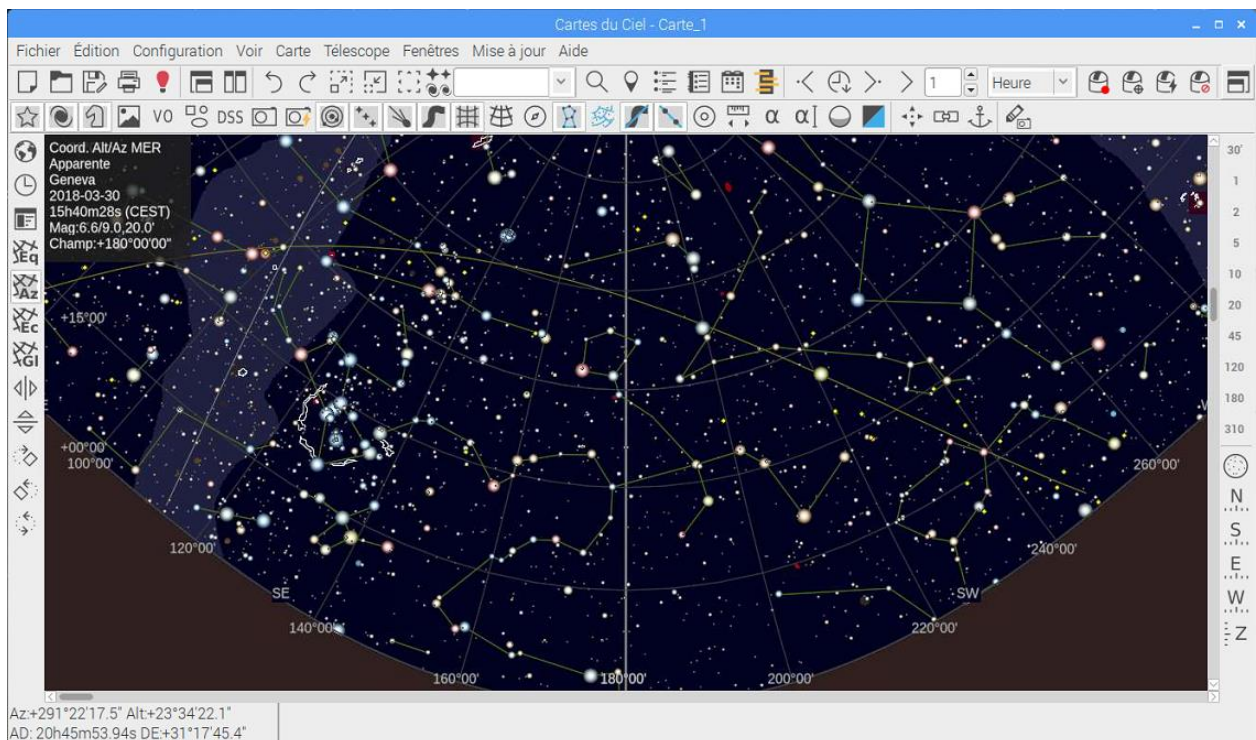 Cartes du Ciel - Carte_1
Fichier Édition Configuration Voir Carte Télescope Fenêtres Mise à jour Aide
1 Heure
VO DSS α α
Coord. Alt/Az MER
Apparente
Geneva
2018-03-30
15h40m28s (CEST)
Mag:6.6/9.0,20.0'
Champ:+180°00'00"
30'
1
2
5
10
20
45
120
180
310
Eq
Az
Ec
Gl
+15°00'
+00°00'
100°00'
260°00'
120°00'
240°00'
SE
SW
140°00'
220°00'
160°00'
180°00'
200°00'
N
S
E
W
Z
Az:+291°22'17.5" Alt:+23°34'22.1"
AD: 20h45m53.94s DE:+31°17'45.4"